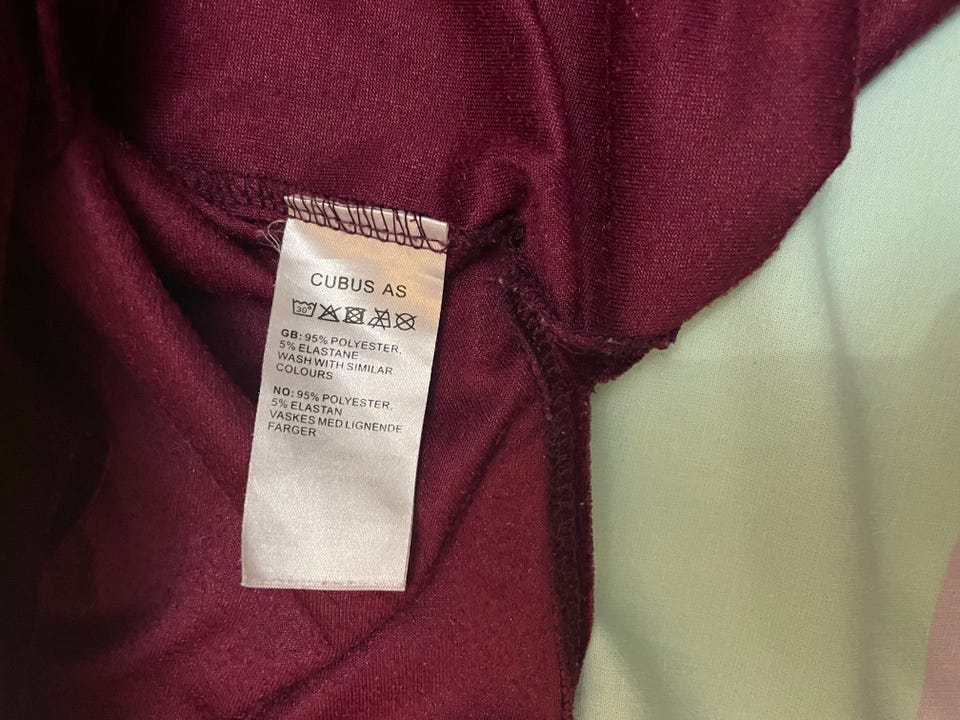 CUBUS AS
30°
GB: 95% POLYESTER,
5% ELASTANE
WASH WITH SIMILAR
COLOURS
NO: 95% POLYESTER,
5% ELASTAN
VASKES MED LIGNENDE
FARGER